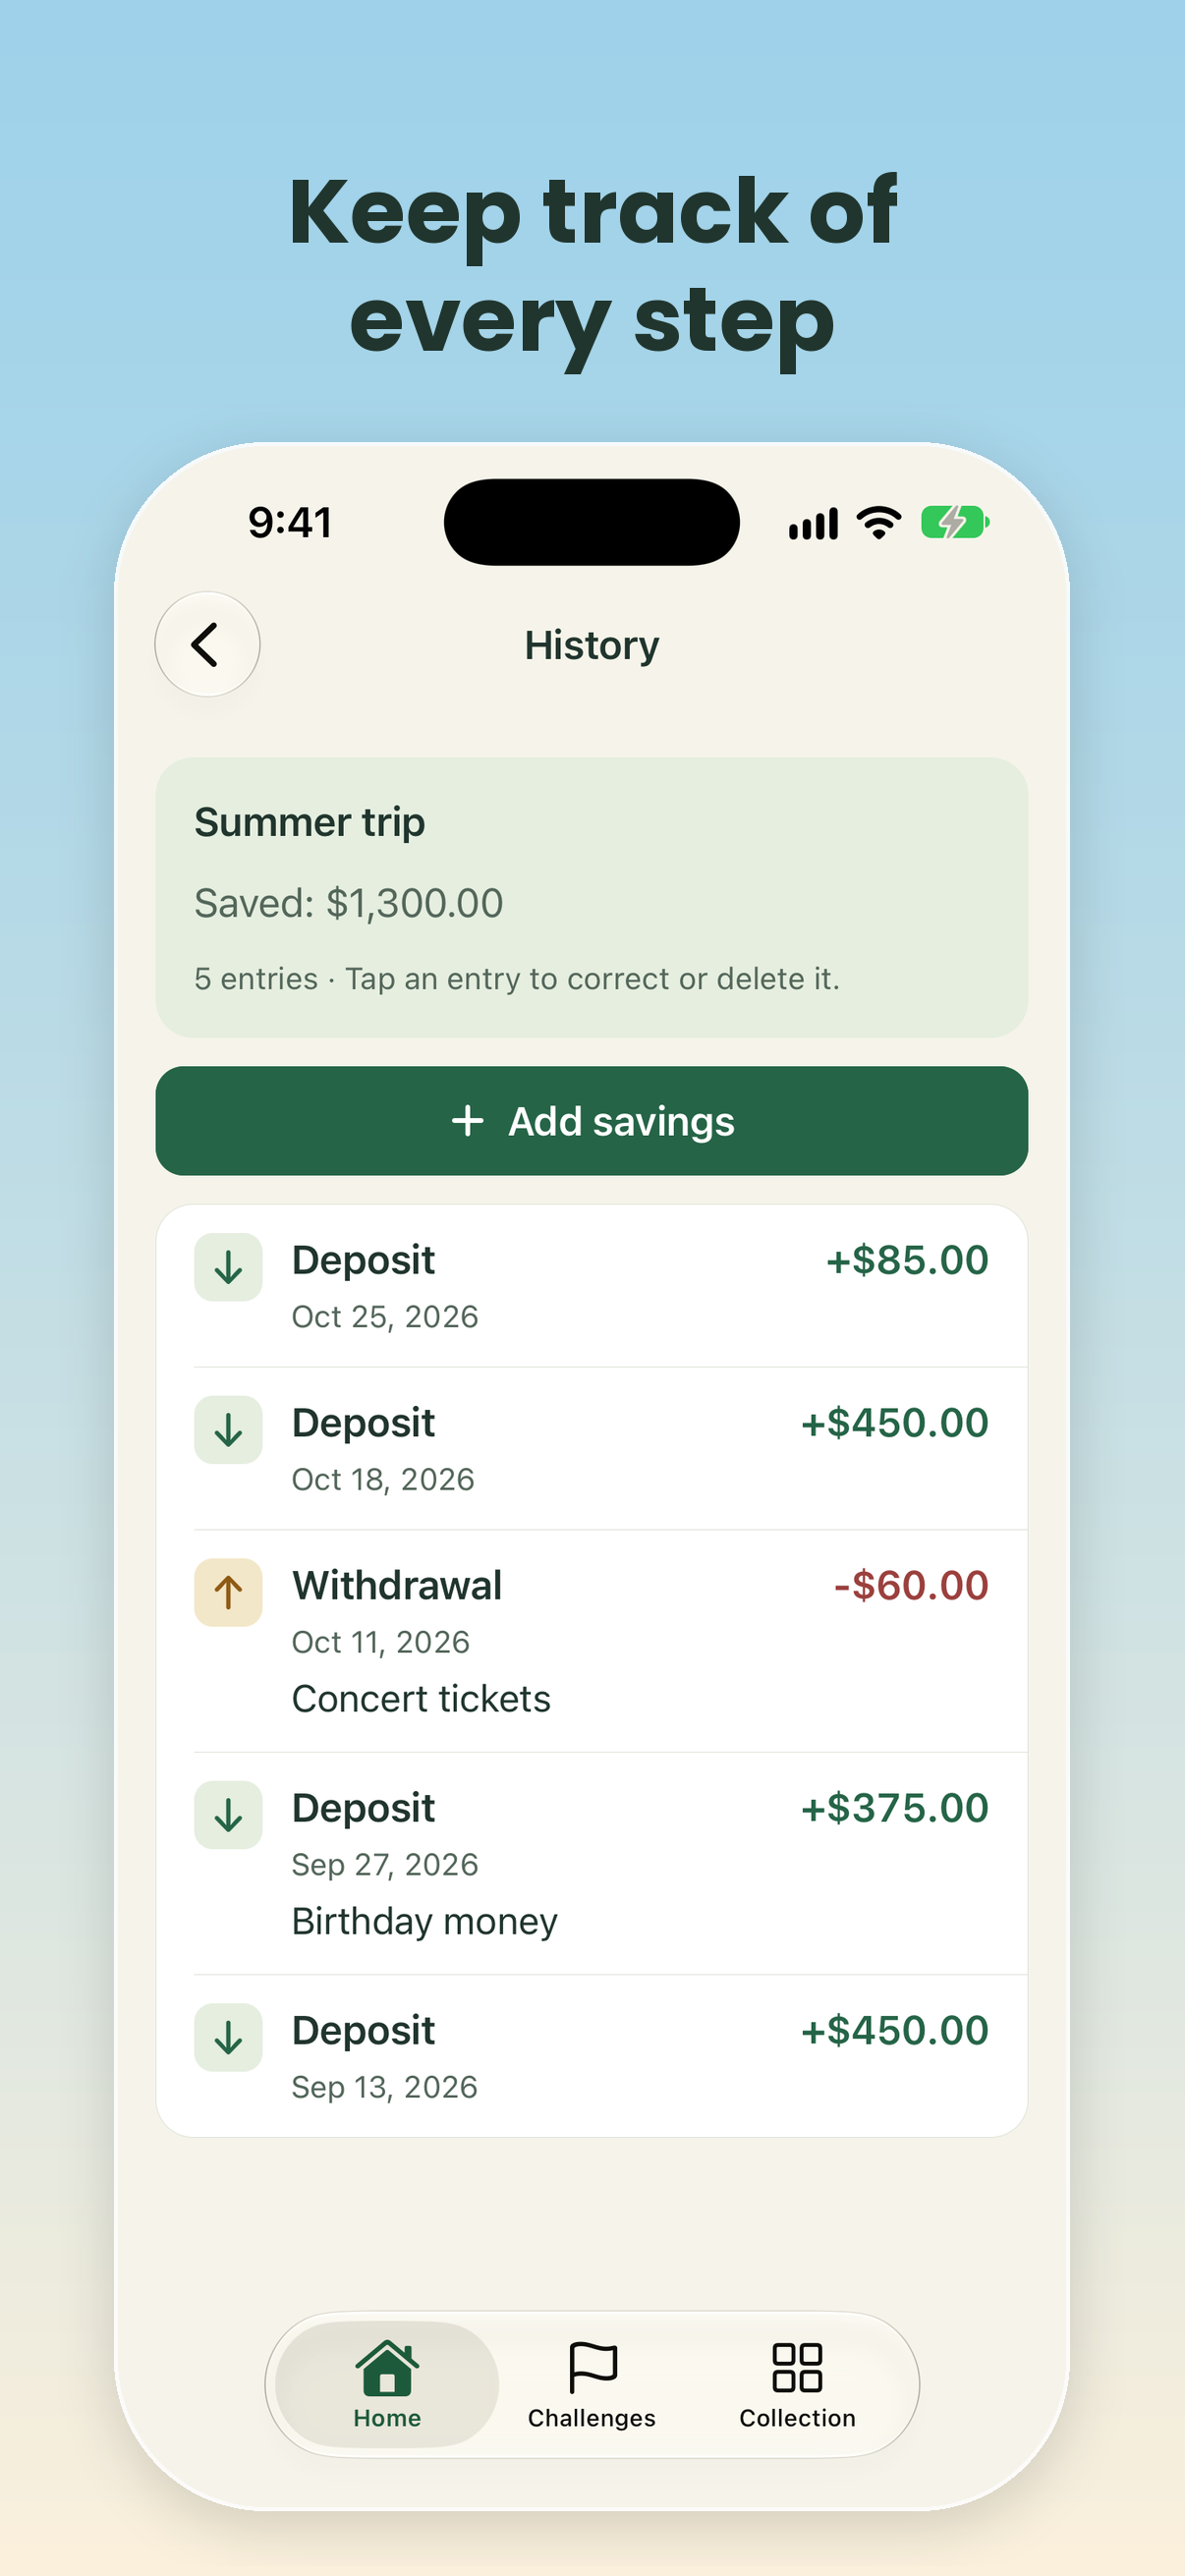 Keep track of
every step
9:41
History
Summer trip
Saved: $1,300.00
5 entries · Tap an entry to correct or delete it.
+ Add savings
Deposit +$85.00
Oct 25, 2026
Deposit +$450.00
Oct 18, 2026
Withdrawal -$60.00
Oct 11, 2026
Concert tickets
Deposit +$375.00
Sep 27, 2026
Birthday money
Deposit +$450.00
Sep 13, 2026
Home Challenges Collection